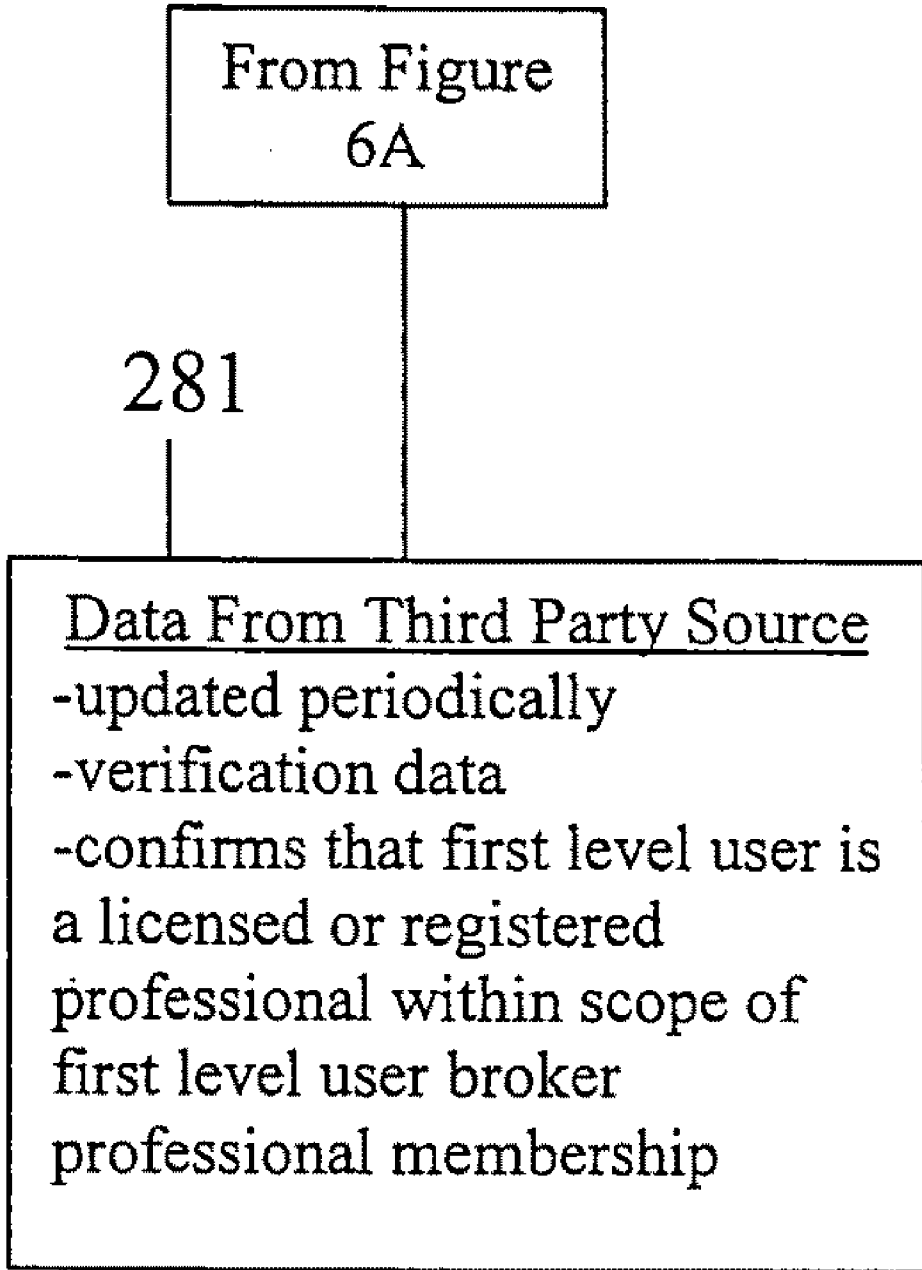 From Figure
6A
281
Data From Third Party Source
-updated periodically
-verification data
-confirms that first level user is
a licensed or registered
professional within scope of
first level user broker
professional membership